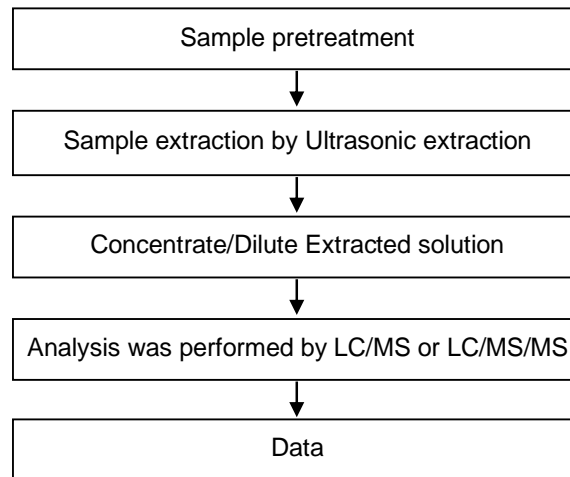 Sample pretreatment
Sample extraction by Ultrasonic extraction
Concentrate/Dilute Extracted solution
Analysis was performed by LC/MS or LC/MS/MS
Data